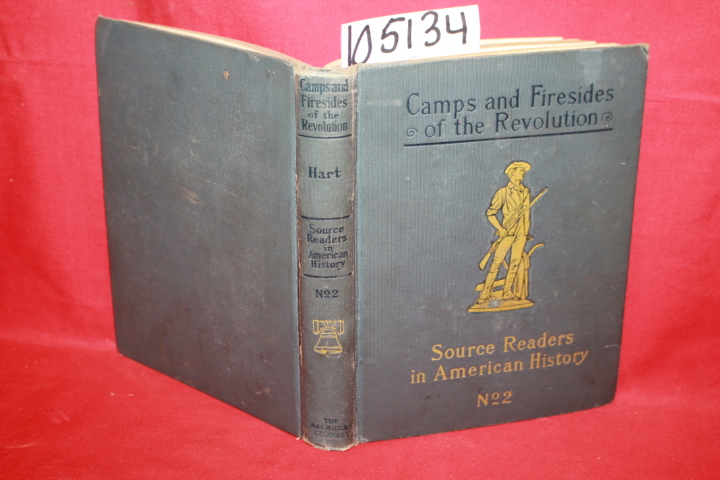 105134
Camps and
Firesides
of the
Revolution
Hart
Source
Readers
in
American
History
No2
THE
MACMILLAN
COMPANY
Camps and Firesides
of the Revolution
Source Readers
in American History
No2